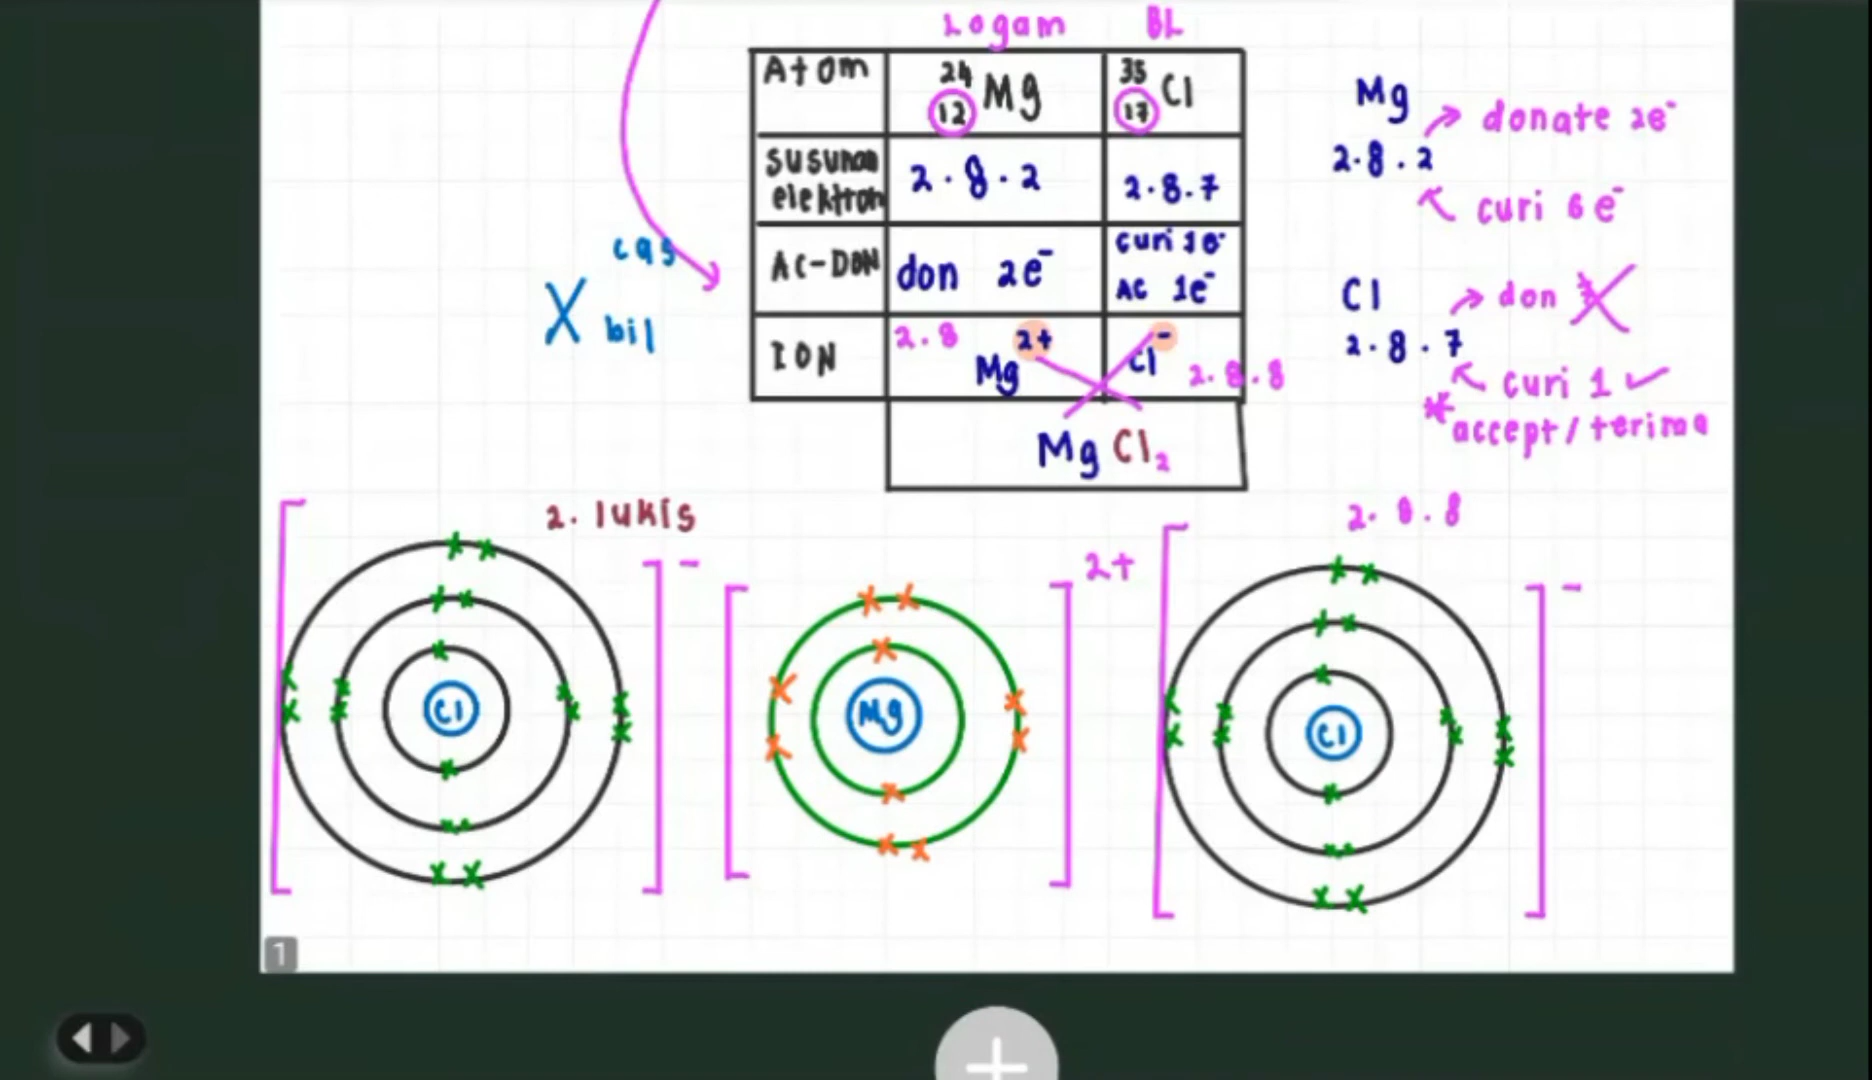 Logam BL
Atom 24 12 Mg 35 17 Cl
susunan elektron 2.8.2 2.8.7
AC-DON don 2e⁻ curi 1e⁻ AC 1e⁻
ION 2.8 Mg 2+ Cl - 2.8.8
Mg Cl₂
cas
X bil
Mg
2.8.2
donate 2e⁻
curi 6e⁻
Cl
2.8.7
don
curi 1 ✓
* accept/terima
2. lukis
2.8.8
Cl -
Mg 2+
Cl -
1